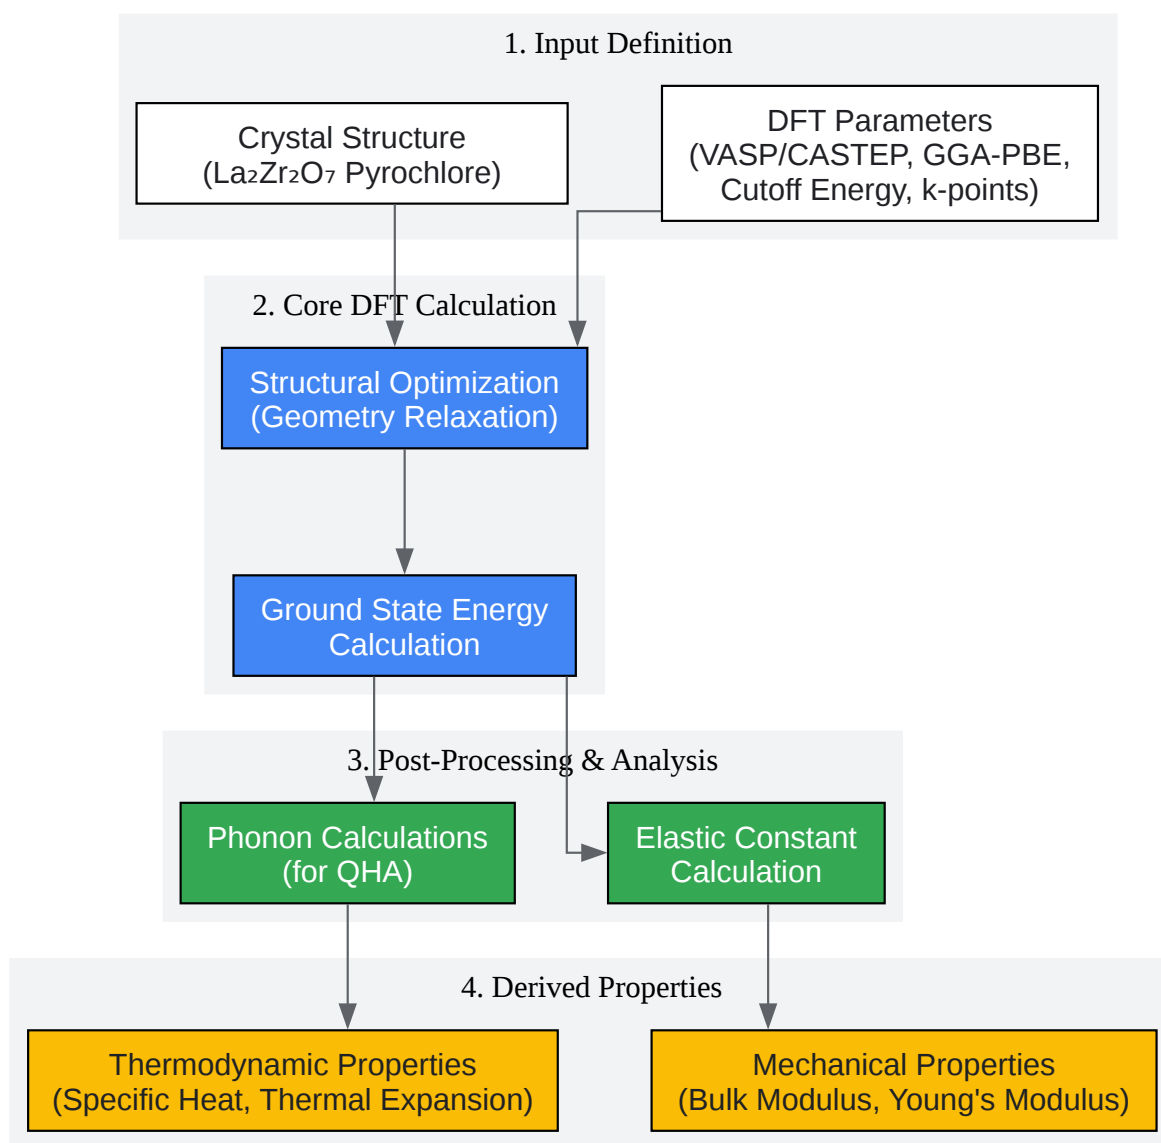 1. Input Definition
Crystal Structure
(La₂Zr₂O₇ Pyrochlore)
DFT Parameters
(VASP/CASTEP, GGA-PBE,
Cutoff Energy, k-points)
2. Core DFT Calculation
Structural Optimization
(Geometry Relaxation)
Ground State Energy
Calculation
3. Post-Processing & Analysis
Phonon Calculations
(for QHA)
Elastic Constant
Calculation
4. Derived Properties
Thermodynamic Properties
(Specific Heat, Thermal Expansion)
Mechanical Properties
(Bulk Modulus, Young's Modulus)